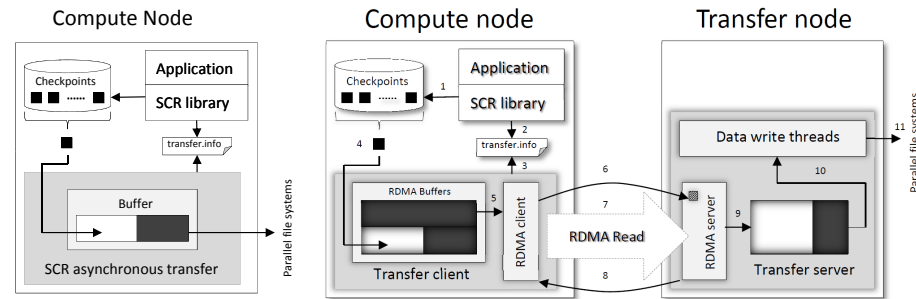 Compute Node
Application
SCR library
Checkpoints
......
transfer.info
Buffer
SCR asynchronous transfer
Parallel file systems
Compute node
Application
SCR library
Checkpoints
......
1
2
transfer.info
3
4
RDMA Buffers
5
RDMA client
Transfer client
6
7
RDMA Read
8
Transfer node
Data write threads
11
Parallel file systems
10
RDMA server
9
Transfer server